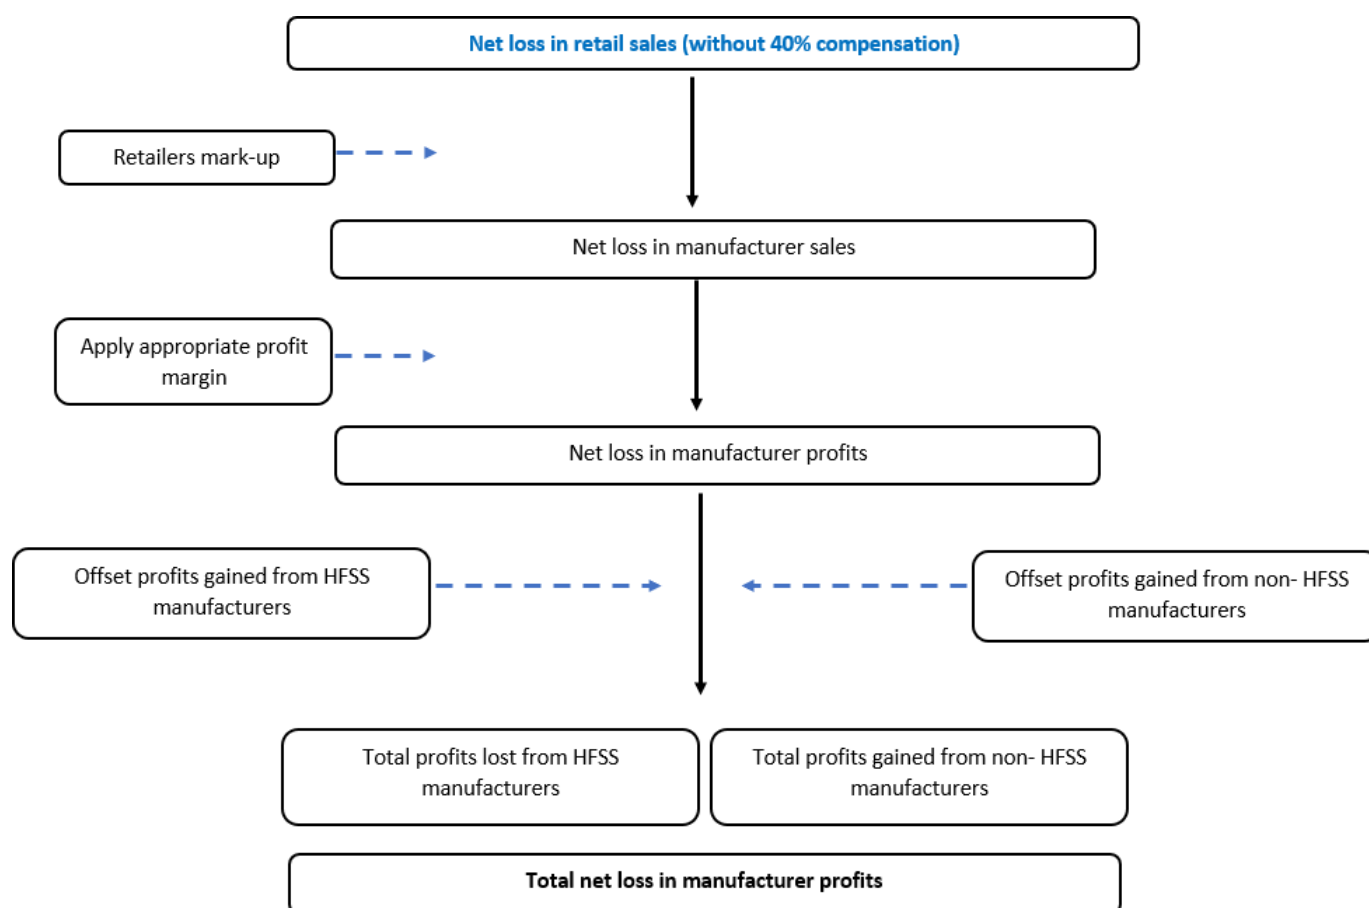 Net loss in retail sales (without 40% compensation)
Retailers mark-up
Net loss in manufacturer sales
Apply appropriate profit
margin
Net loss in manufacturer profits
Offset profits gained from HFSS
manufacturers
Offset profits gained from non- HFSS
manufacturers
Total profits lost from HFSS
manufacturers
Total profits gained from non- HFSS
manufacturers
Total net loss in manufacturer profits